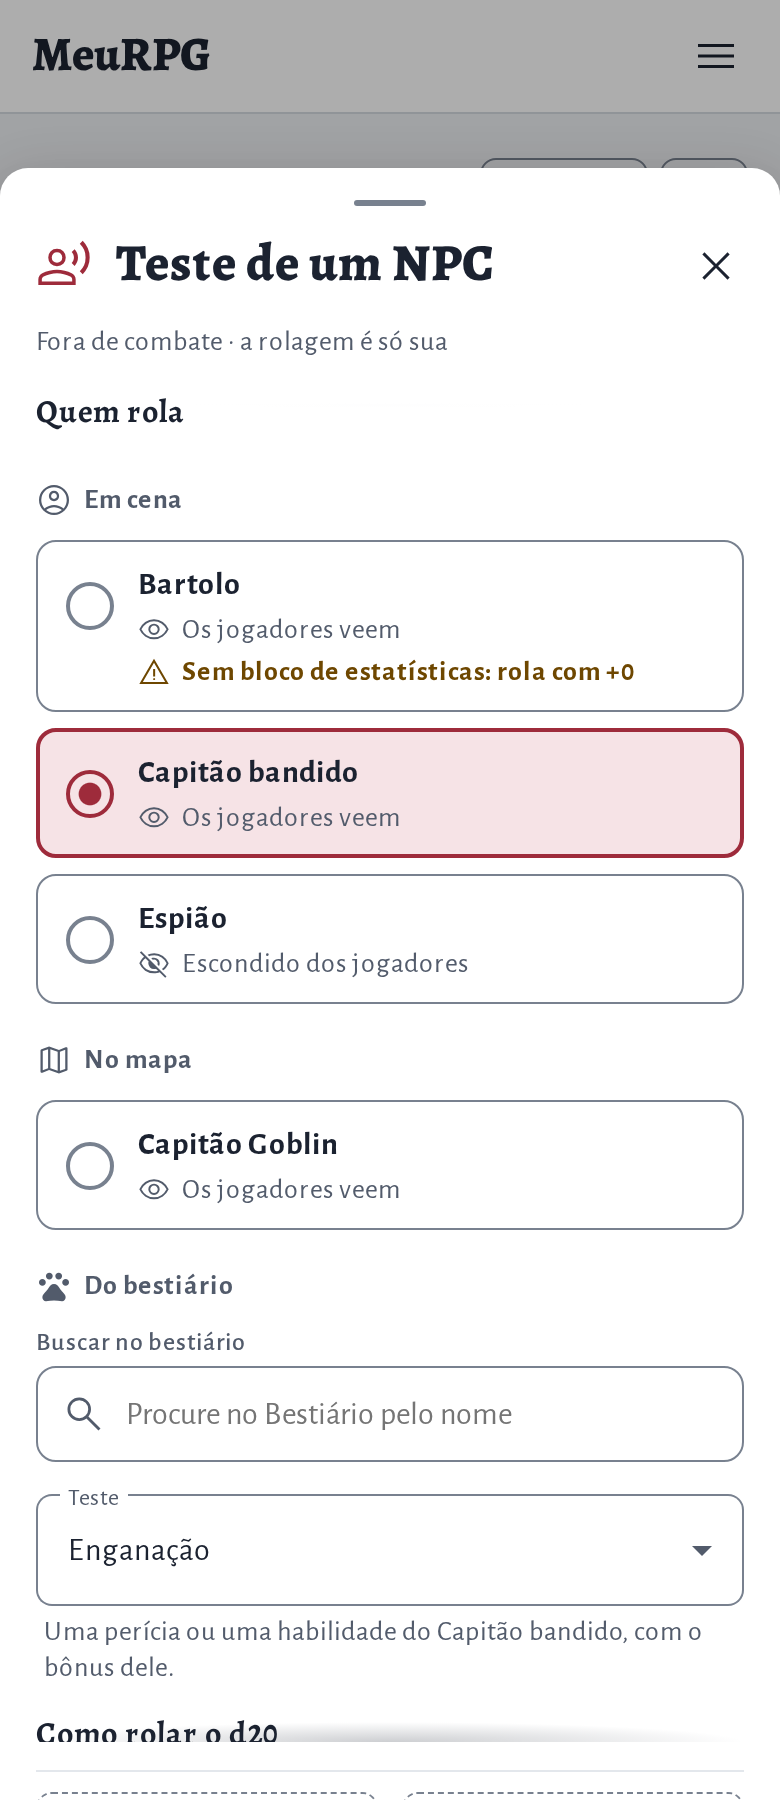 MeuRPG
Teste de um NPC
Fora de combate · a rolagem é só sua
Quem rola
Em cena
Bartolo
Os jogadores veem
Sem bloco de estatísticas: rola com +0
Capitão bandido
Os jogadores veem
Espião
Escondido dos jogadores
No mapa
Capitão Goblin
Os jogadores veem
Do bestiário
Buscar no bestiário
Procure no Bestiário pelo nome
Teste
Enganação
Uma perícia ou uma habilidade do Capitão bandido, com o
bônus dele.
Como rolar o d20